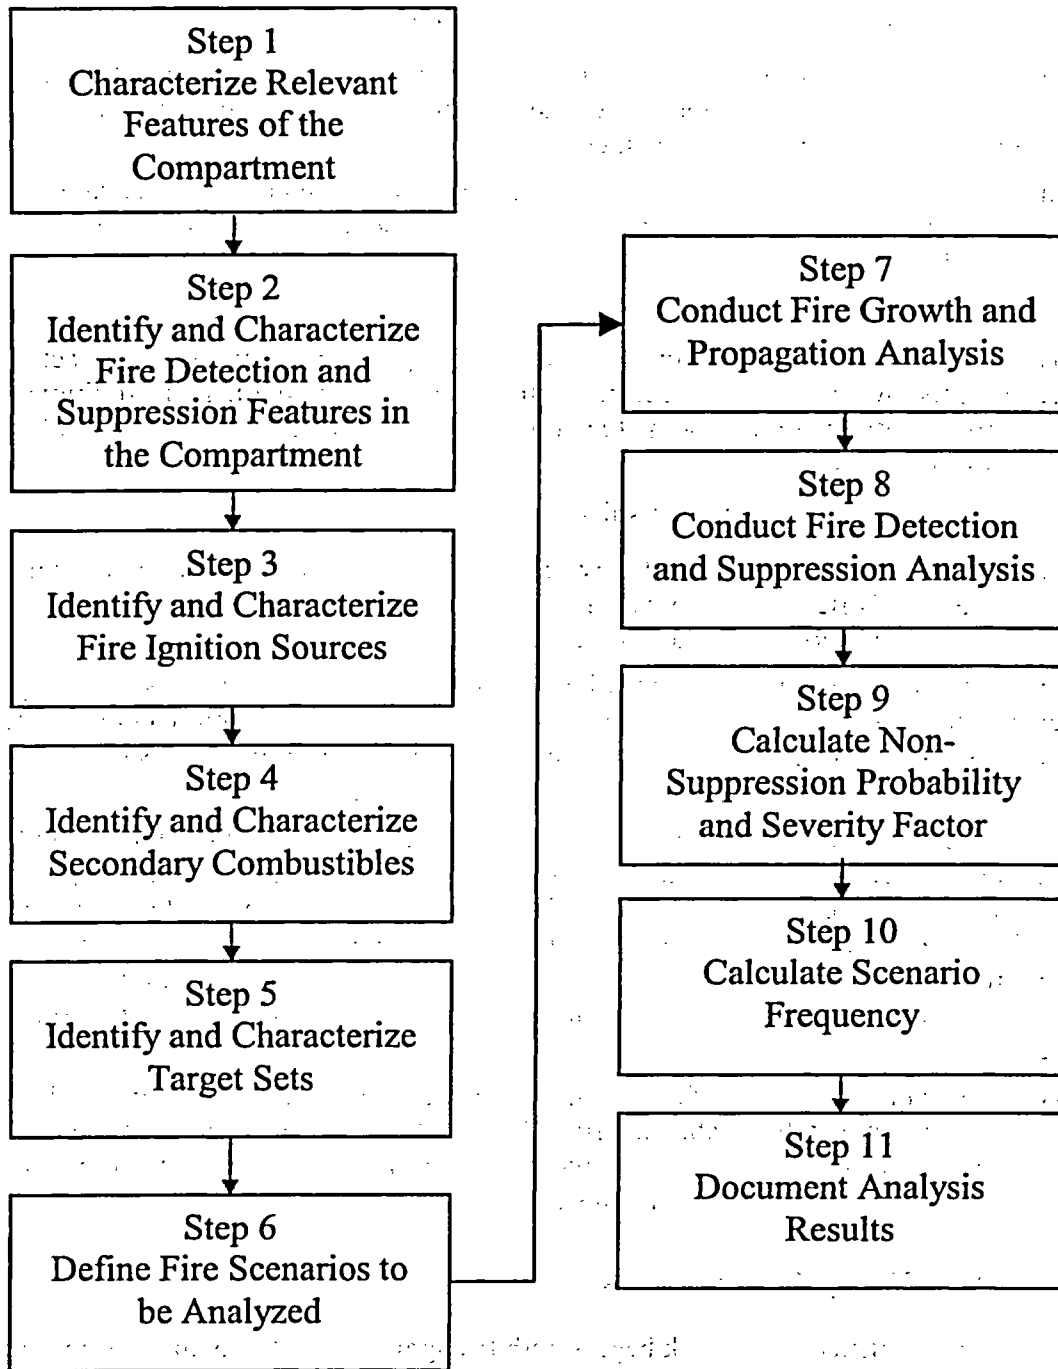 Step 1
Characterize Relevant
Features of the
Compartment
Step 2
Identify and Characterize
Fire Detection and
Suppression Features in
the Compartment
Step 3
Identify and Characterize
Fire Ignition Sources
Step 4
Identify and Characterize
Secondary Combustibles
Step 5
Identify and Characterize
Target Sets
Step 6
Define Fire Scenarios to
be Analyzed
Step 7
Conduct Fire Growth and
Propagation Analysis
Step 8
Conduct Fire Detection
and Suppression Analysis
Step 9
Calculate Non-
Suppression Probability
and Severity Factor
Step 10
Calculate Scenario
Frequency
Step 11
Document Analysis
Results